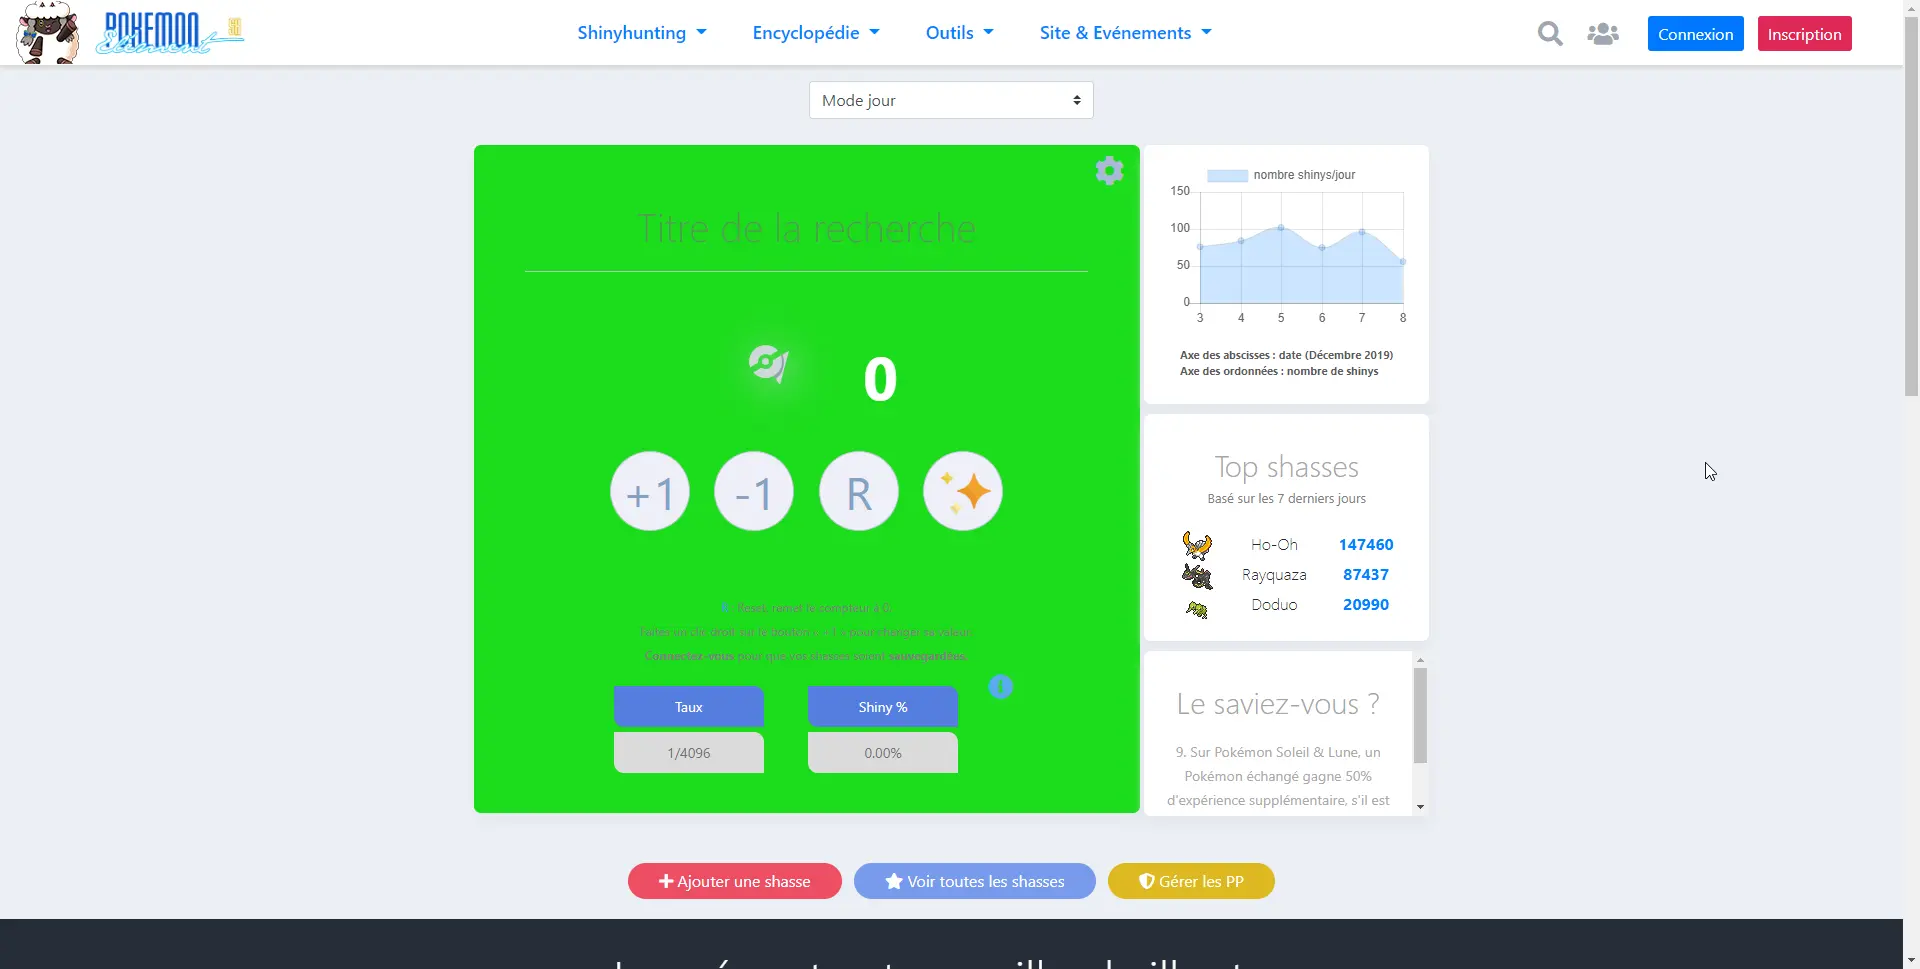 POKEMON
Element
Shinyhunting
Encyclopédie
Outils
Site & Evénements
Connexion
Inscription
Mode jour
Titre de la recherche
0
+1
-1
R
Reset, remet le compteur à 0
Faites un clic droit sur le bouton « +1 » pour changer sa valeur.
Connectez-vous pour que vos shasses soient sauvegardées.
Taux
Shiny %
1/4096
0.00%
nombre shinys/jour
150
100
50
0
3 4 5 6 7 8
Axe des abscisses : date (Décembre 2019)
Axe des ordonnées : nombre de shinys
Top shasses
Basé sur les 7 derniers jours
Ho-Oh 147460
Rayquaza 87437
Doduo 20990
Le saviez-vous ?
9. Sur Pokémon Soleil & Lune, un
Pokémon échangé gagne 50%
d'expérience supplémentaire, s'il est
Ajouter une shasse
Voir toutes les shasses
Gérer les PP